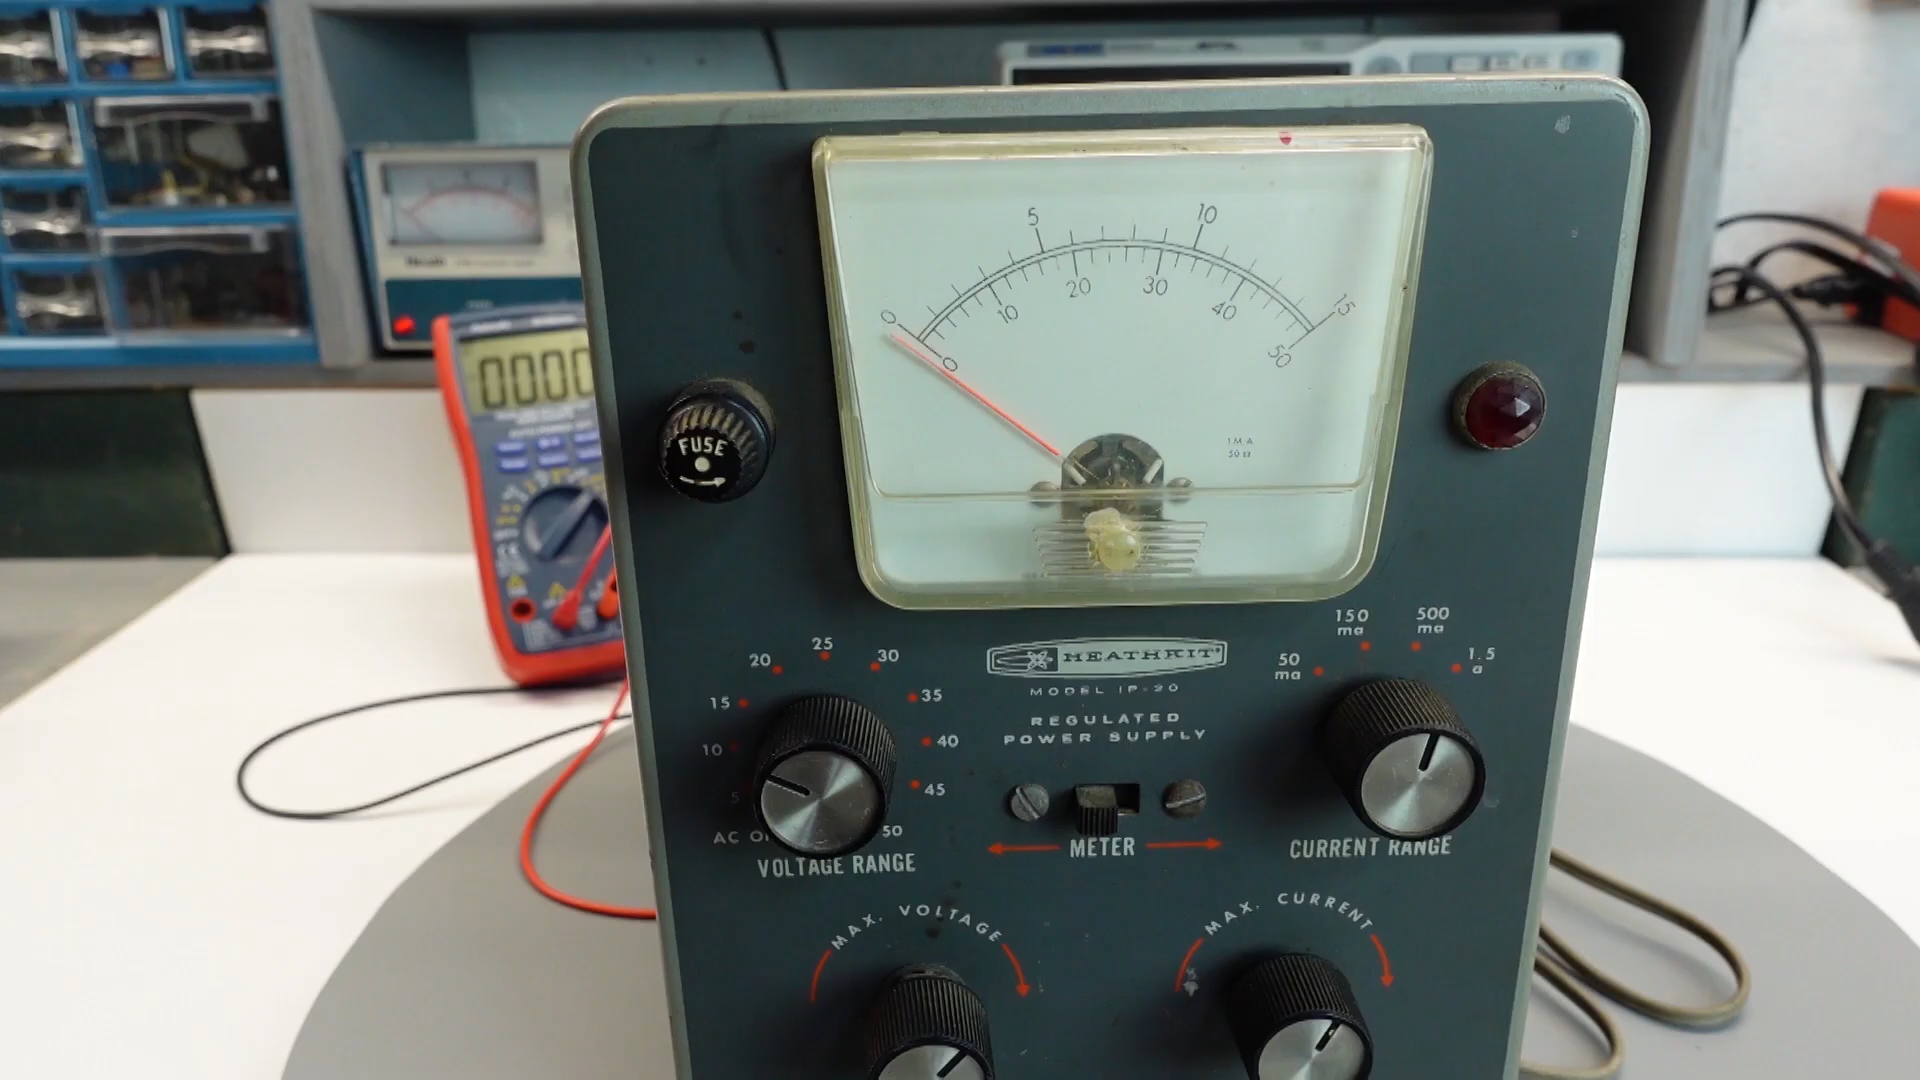 5
10
0
15
10
20
30
40
0
50
1 MA
50 Ω
0000
FUSE
HEATHKIT
MODEL IP-20
REGULATED
POWER SUPPLY
5
10
15
20
25
30
35
40
45
50
VOLTAGE RANGE
METER
50
ma
150
ma
500
ma
1.5
a
CURRENT RANGE
MAX. VOLTAGE
MAX. CURRENT
AC